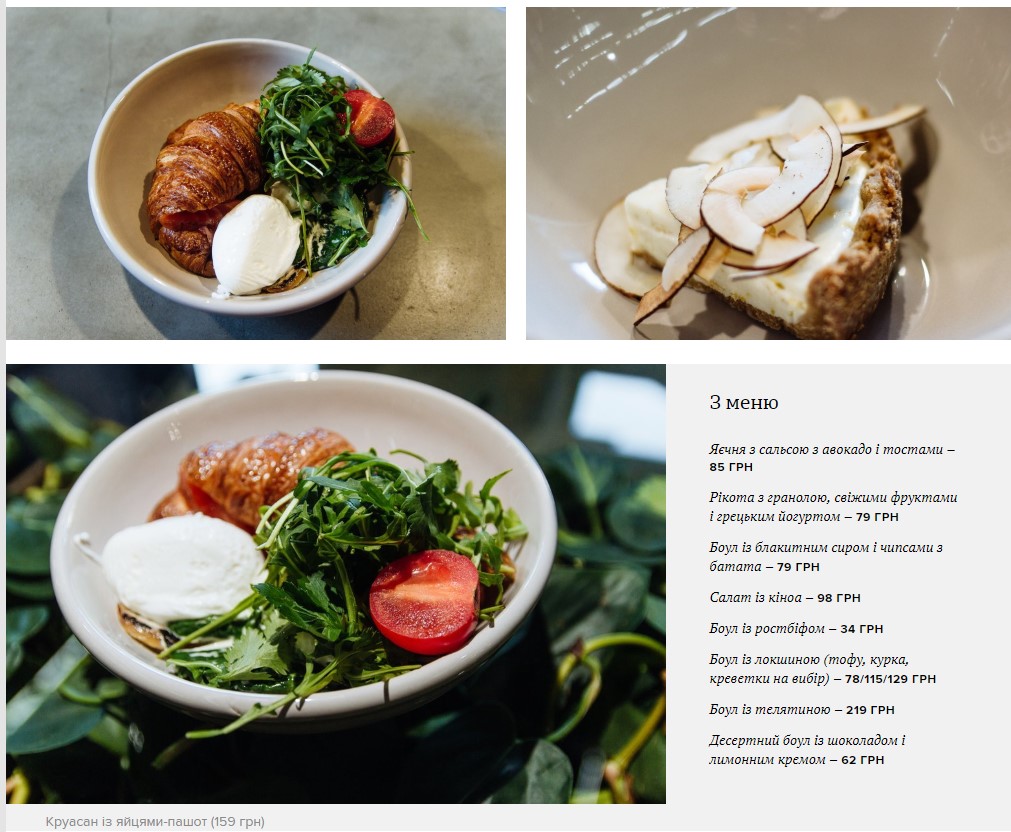 З меню
Яєчня з сальсою з авокадо і тостами –
85 ГРН
Рікота з гранолою, свіжими фруктами
і грецьким йогуртом – 79 ГРН
Боул із блакитним сиром і чипсами з
батата – 79 ГРН
Салат із кіноа – 98 ГРН
Боул із ростбіфом – 34 ГРН
Боул із локшиною (тофу, курка,
креветки на вибір) – 78/115/129 ГРН
Боул із телятиною – 219 ГРН
Десертний боул із шоколадом і
лимонним кремом – 62 ГРН
Круасан із яйцями-пашот (159 грн)